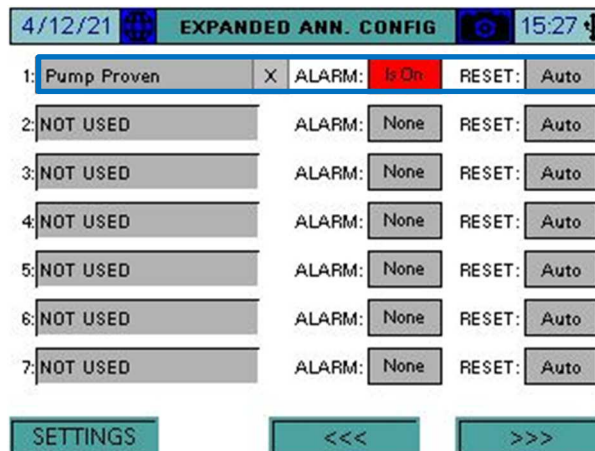 4/12/21 EXPANDED ANN. CONFIG 15:27
1: Pump Proven X ALARM: Is On RESET: Auto
2: NOT USED ALARM: None RESET: Auto
3: NOT USED ALARM: None RESET: Auto
4: NOT USED ALARM: None RESET: Auto
5: NOT USED ALARM: None RESET: Auto
6: NOT USED ALARM: None RESET: Auto
7: NOT USED ALARM: None RESET: Auto
SETTINGS <<< >>>